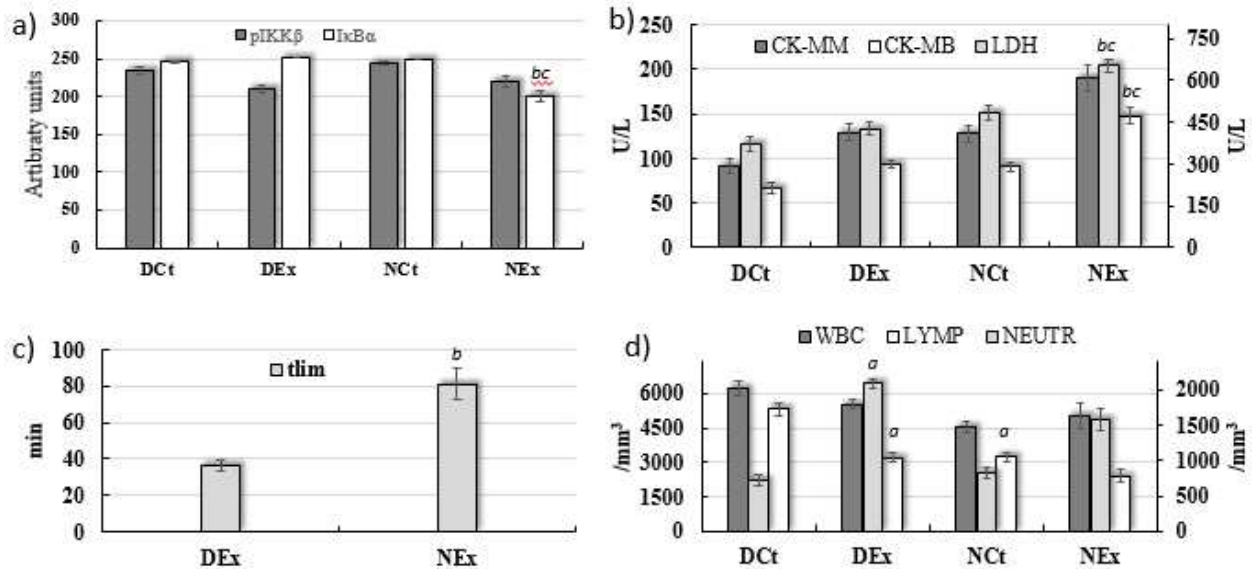 a)
300
250
200
150
100
50
0
Artibraty units
pIKKβ IκBα
bc
DCt DEx NCt NEx
b)
250
200
150
100
50
0
U/L
CK-MM CK-MB LDH
bc
bc
750
600
450
300
150
0
U/L
DCt DEx NCt NEx
c)
100
80
60
40
20
0
min
tlim
b
DEx NEx
d)
WBC LYMP NEUTR
6000
4500
3000
1500
0
/mm³
a
a
a
2000
1500
1000
500
0
/mm³
DCt DEx NCt NEx